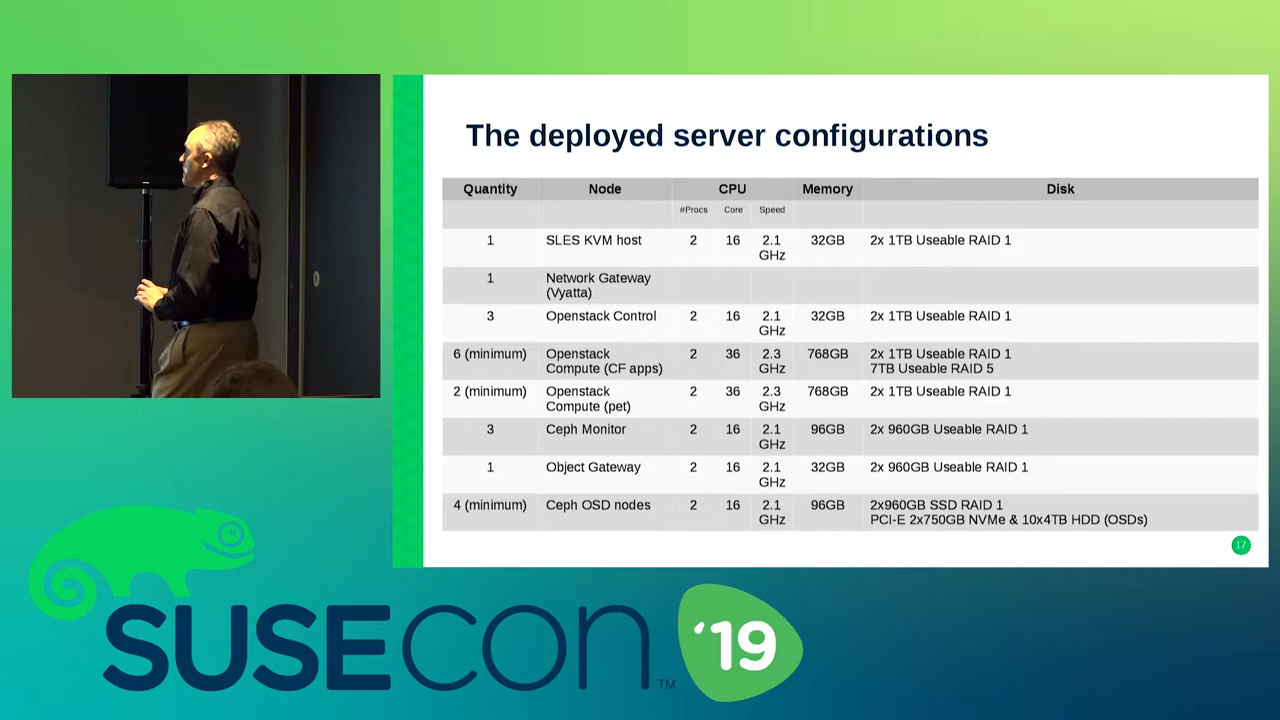 The deployed server configurations
Quantity Node CPU Memory Disk
#Procs Core Speed
1 SLES KVM host 2 16 2.1 GHz 32GB 2x 1TB Useable RAID 1
1 Network Gateway (Vyatta)
3 Openstack Control 2 16 2.1 GHz 32GB 2x 1TB Useable RAID 1
6 (minimum) Openstack Compute (CF apps) 2 36 2.3 GHz 768GB 2x 1TB Useable RAID 1
7TB Useable RAID 5
2 (minimum) Openstack Compute (pet) 2 36 2.3 GHz 768GB 2x 1TB Useable RAID 1
3 Ceph Monitor 2 16 2.1 GHz 96GB 2x 960GB Useable RAID 1
1 Object Gateway 2 16 2.1 GHz 32GB 2x 960GB Useable RAID 1
4 (minimum) Ceph OSD nodes 2 16 2.1 GHz 96GB 2x960GB SSD RAID 1
PCI-E 2x750GB NVMe & 10x4TB HDD (OSDs)
17
SUSECON TM '19